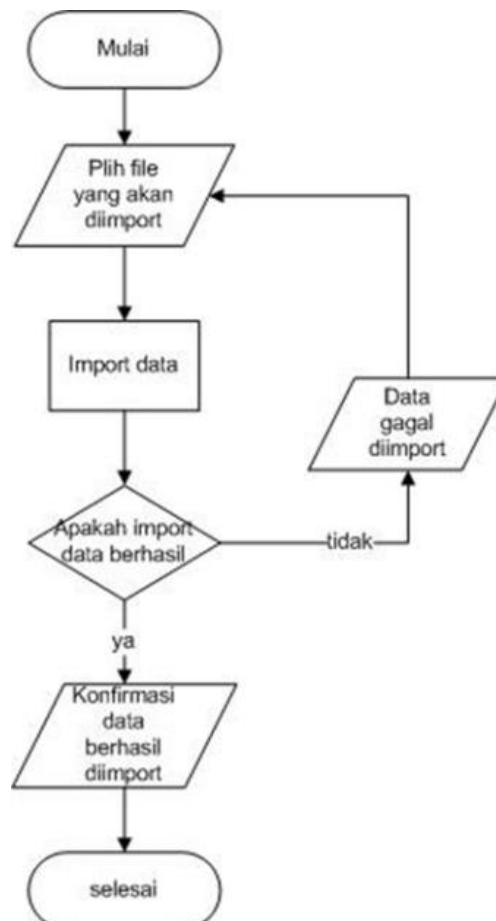 Mulai
Plih file
yang akan
diimport
Import data
Data
gagal
diimport
Apakah import
data berhasil
tidak
ya
Konfirmasi
data
berhasil
diimport
selesai